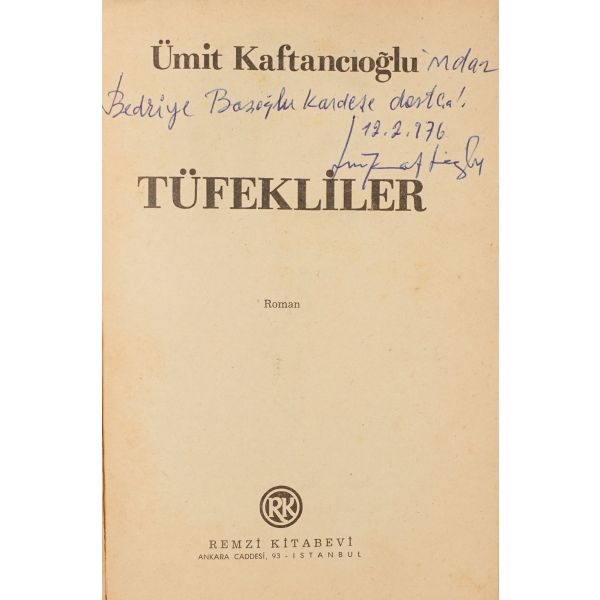 Ümit Kaftancıoğlu'ndan
Bedriye Başoğlu kardeşe dostça!.
12.2.976
TÜFEKLİLER
Roman
RK
REMZİ KİTABEVİ
ANKARA CADDESİ, 93 - ISTANBUL